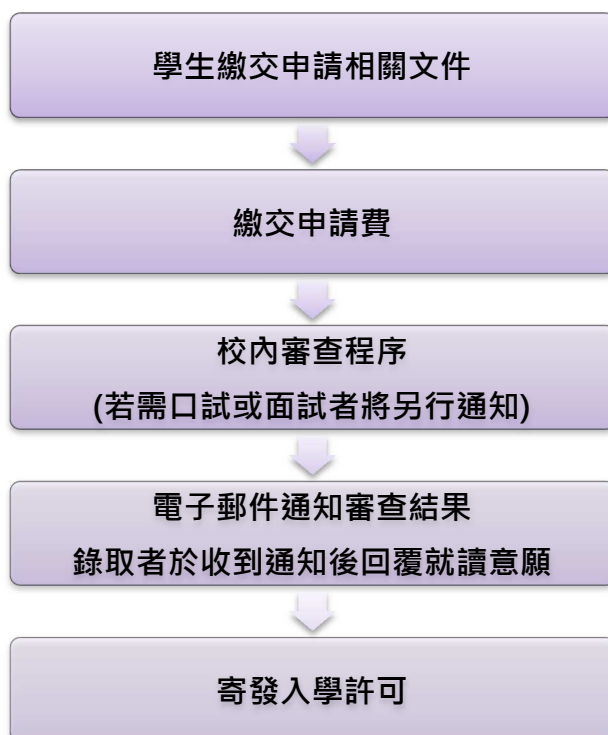 學生繳交申請相關文件
繳交申請費
校內審查程序
(若需口試或面試者將另行通知)
電子郵件通知審查結果
錄取者於收到通知後回覆就讀意願
寄發入學許可